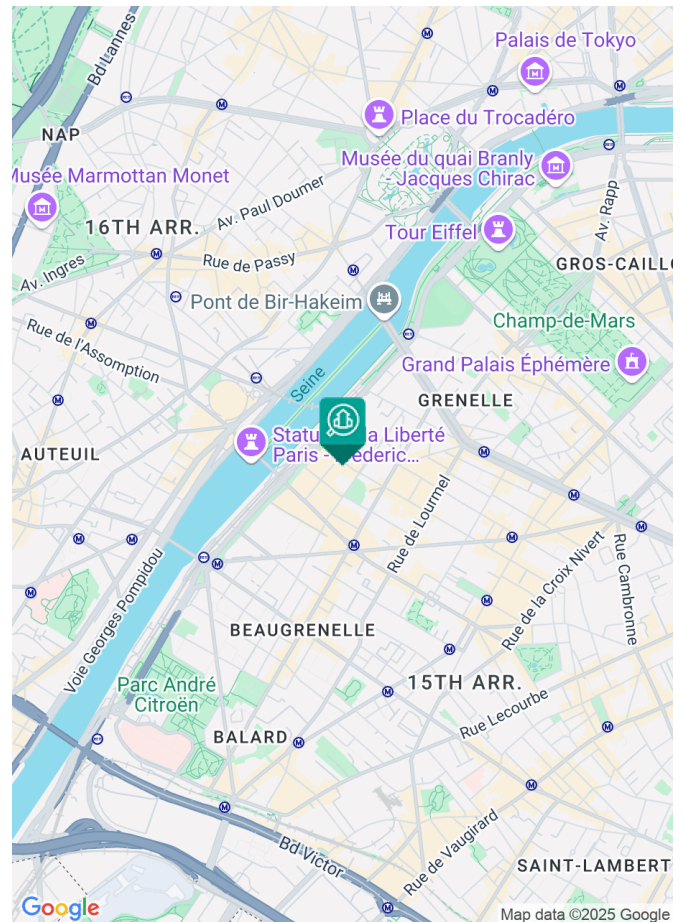 Bd Lannes
Palais de Tokyo
Place du Trocadéro
NAP
Musée du quai Branly
Jacques Chirac
Musée Marmottan Monet
Av. Paul Doumer
Av. Rapp
16TH ARR.
Tour Eiffel
Rue de Passy
GROS-CAILLO
Av. Ingres
Pont de Bir-Hakeim
Champ-de-Mars
Rue de l'Assomption
Grand Palais Éphémère
Seine
GRENELLE
la Liberté
Paris -
AUTEUIL
Rue de Lourmel
Rue de la Croix Nivert
Rue Cambronne
Voie Georges Pompidou
BEAUGRENELLE
Parc André
Citroën
15TH ARR.
Rue Lecourbe
BALARD
Bd Victor
Rue de Vaugirard
SAINT-LAMBERT
Google
Map data ©2025 Google